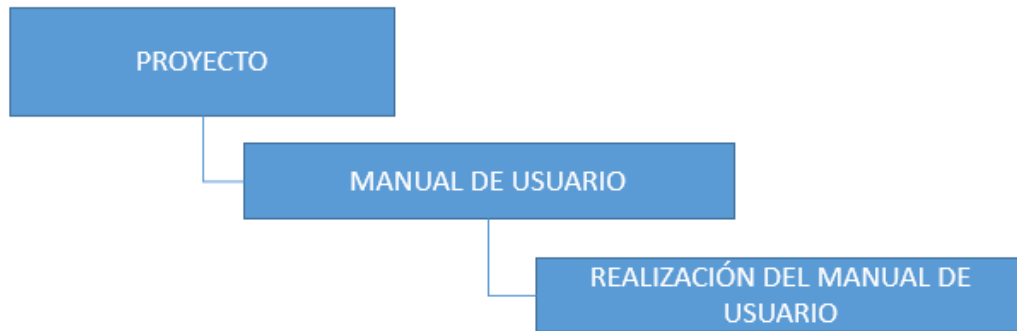 PROYECTO
MANUAL DE USUARIO
REALIZACIÓN DEL MANUAL DE
USUARIO